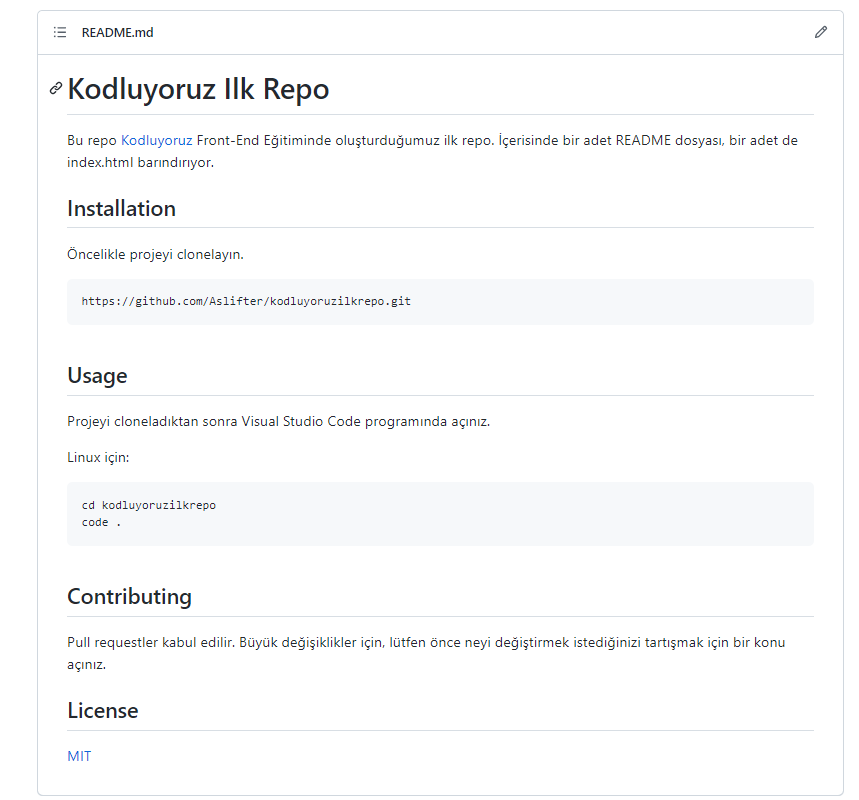 README.md
Kodluyoruz Ilk Repo
Bu repo Kodluyoruz Front-End Eğitiminde oluşturduğumuz ilk repo. İçerisinde bir adet README dosyası, bir adet de
index.html barındırıyor.
Installation
Öncelikle projeyi clonelayın.
https://github.com/Aslifter/kodluyoruzilkrepo.git
Usage
Projeyi cloneladıktan sonra Visual Studio Code programında açınız.
Linux için:
cd kodluyoruzilkrepo
code .
Contributing
Pull requestler kabul edilir. Büyük değişiklikler için, lütfen önce neyi değiştirmek istediğinizi tartışmak için bir konu
açınız.
License
MIT